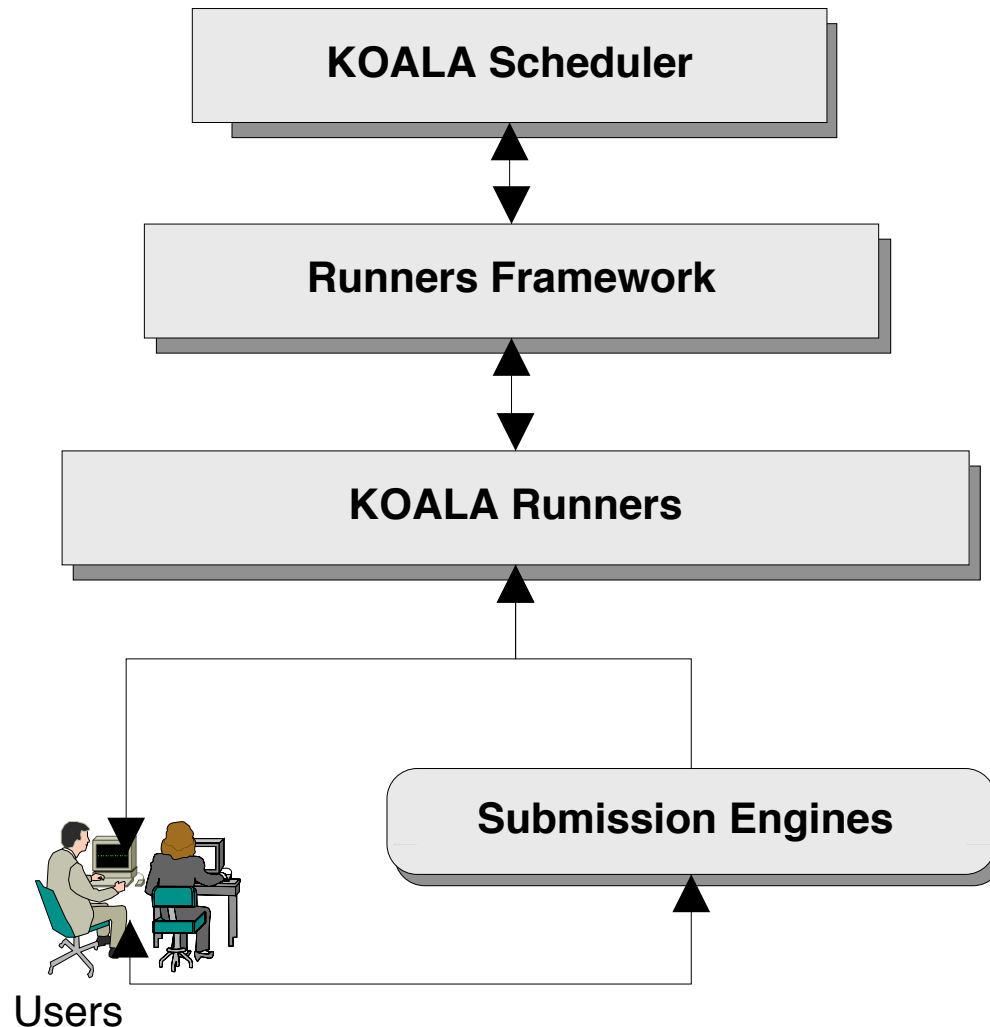 KOALA Scheduler
Runners Framework
KOALA Runners
Submission Engines
Users